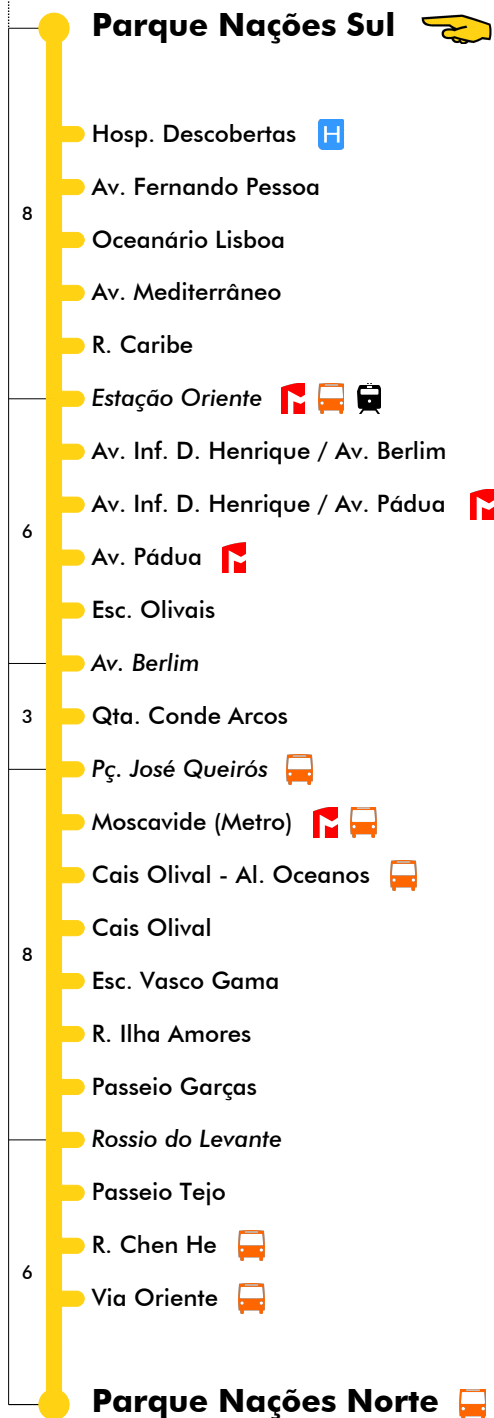 Parque Nações Sul
Hosp. Descobertas H
Av. Fernando Pessoa
8
Oceanário Lisboa
Av. Mediterrâneo
R. Caribe
Estação Oriente
Av. Inf. D. Henrique / Av. Berlim
Av. Inf. D. Henrique / Av. Pádua
6
Av. Pádua
Esc. Olivais
Av. Berlim
3 Qta. Conde Arcos
Pç. José Queirós
Moscavide (Metro)
Cais Olival - Al. Oceanos
Cais Olival
8
Esc. Vasco Gama
R. Ilha Amores
Passeio Garças
Rossio do Levante
Passeio Tejo
R. Chen He
6
Via Oriente
Parque Nações Norte